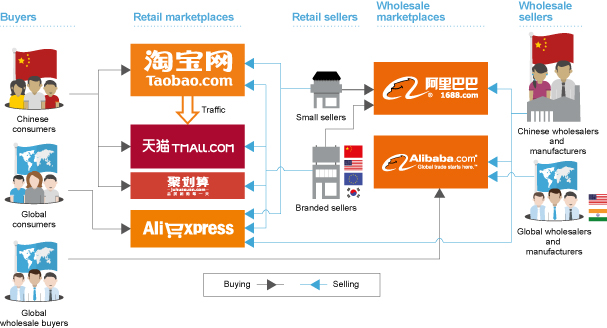 Buyers
Retail marketplaces
Retail sellers
Wholesale
marketplaces
Wholesale
sellers
Chinese
consumers
Global
consumers
Global
wholesale buyers
淘宝网
Taobao.com
Traffic
天猫 TMALL.COM
聚划算
AliExpress
Small sellers
Branded sellers
阿里巴巴
1688.com
Alibaba.com
Global trade starts here.™
Chinese wholesalers
and
manufacturers
Global wholesalers
and
manufacturers
Buying
Selling